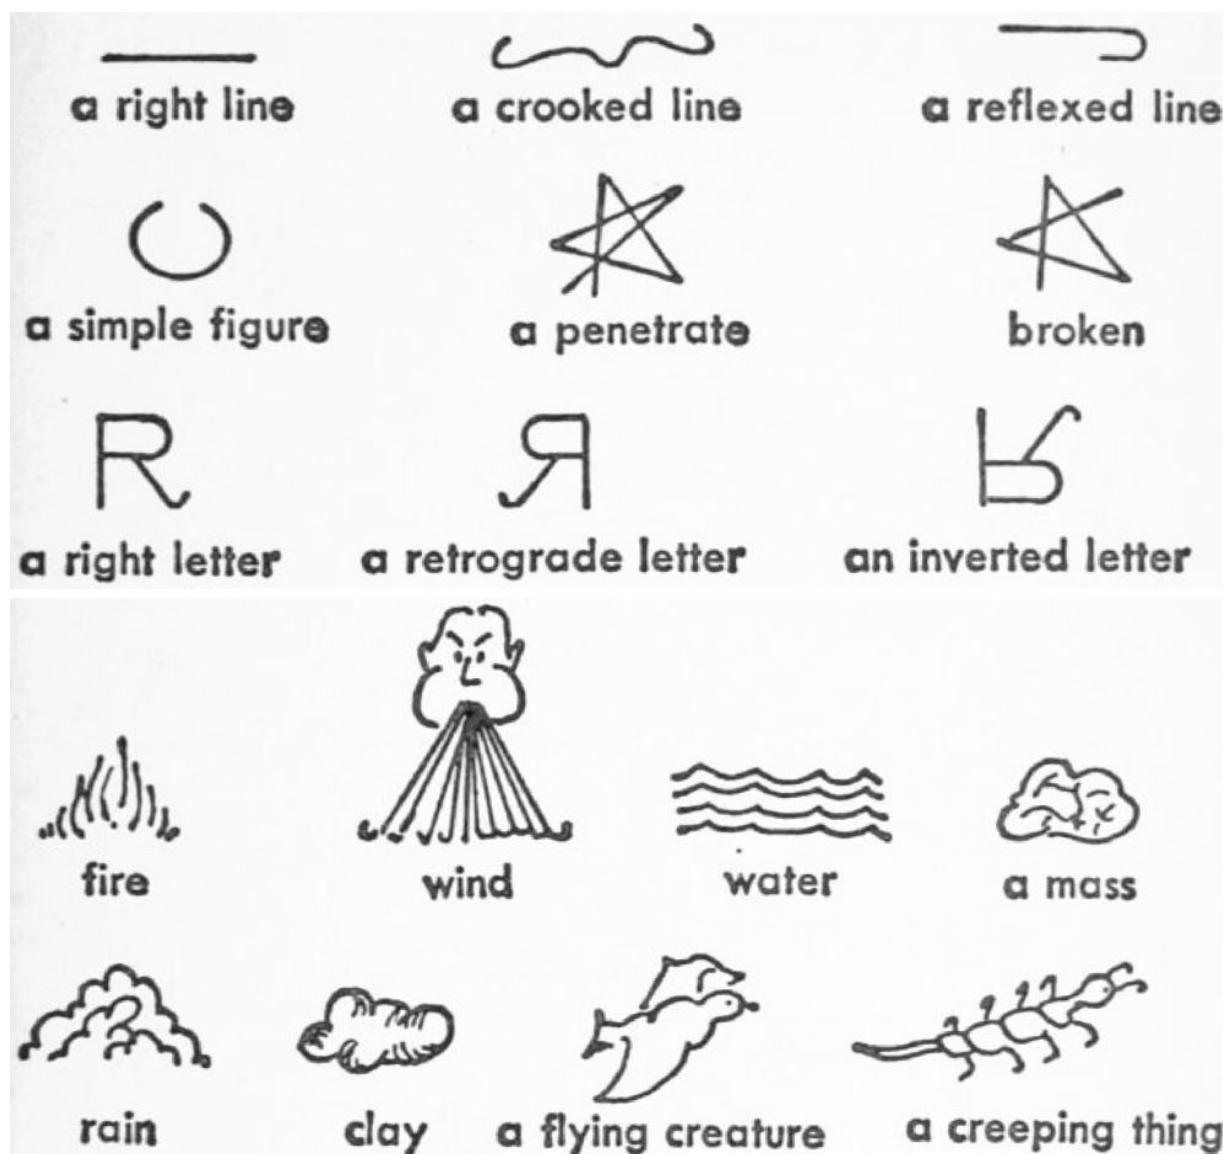 a right line a crooked line a reflexed line
a simple figure a penetrate broken
R Я
a right letter a retrograde letter an inverted letter
fire wind water a mass
rain clay a flying creature a creeping thing